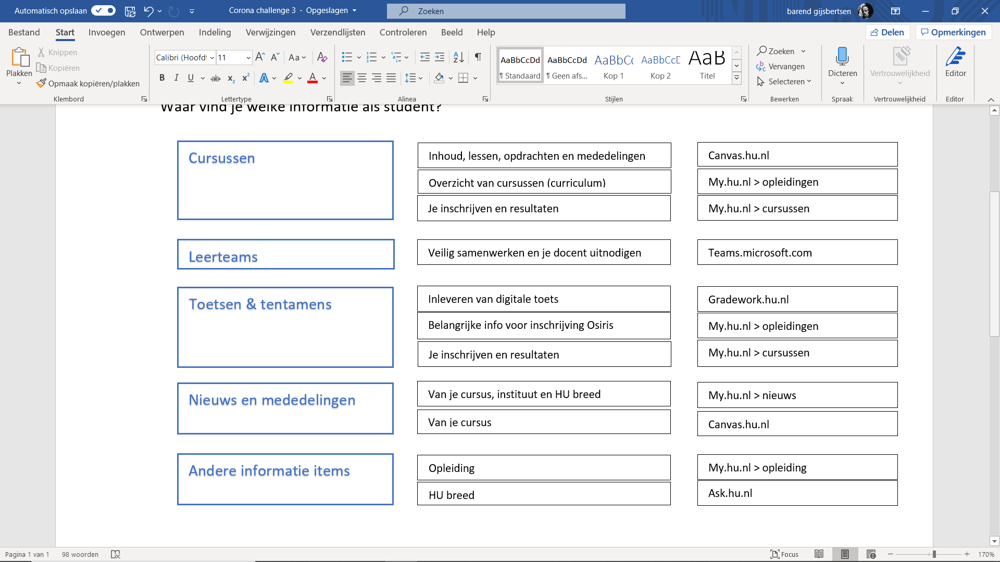 Automatisch opslaan
Corona challenge 3 - Opgeslagen
Zoeken
barend gijsbertsen
Bestand Start Invoegen Ontwerpen Indeling Verwijzingen Verzendlijsten Controleren Beeld Help
Delen Opmerkingen
Plakken
Knippen
Kopiëren
Opmaak kopiëren/plakken
Klembord
Calibri (Hoofdt 11
Lettertype
Alinea
AaBbCcDd AaBbCcDd AaBbCc AaBbCcD AaB
¶ Standaard ¶ Geen afs... Kop 1 Kop 2 Titel
Stijlen
Zoeken
Vervangen
Selecteren
Bewerken
Dicteren
Spraak
Vertrouwelijkheid
Vertrouwelijkheid
Editor
Editor
Waar vind je welke informatie als student?
Cursussen
Inhoud, lessen, opdrachten en mededelingen
Canvas.hu.nl
Overzicht van cursussen (curriculum)
My.hu.nl > opleidingen
Je inschrijven en resultaten
My.hu.nl > cursussen
Leerteams
Veilig samenwerken en je docent uitnodigen
Teams.microsoft.com
Toetsen & tentamens
Inleveren van digitale toets
Gradework.hu.nl
Belangrijke info voor inschrijving Osiris
My.hu.nl > opleidingen
Je inschrijven en resultaten
My.hu.nl > cursussen
Nieuws en mededelingen
Van je cursus, instituut en HU breed
My.hu.nl > nieuws
Van je cursus
Canvas.hu.nl
Andere informatie items
Opleiding
My.hu.nl > opleiding
HU breed
Ask.hu.nl
Pagina 1 van 1 98 woorden
Focus
170%